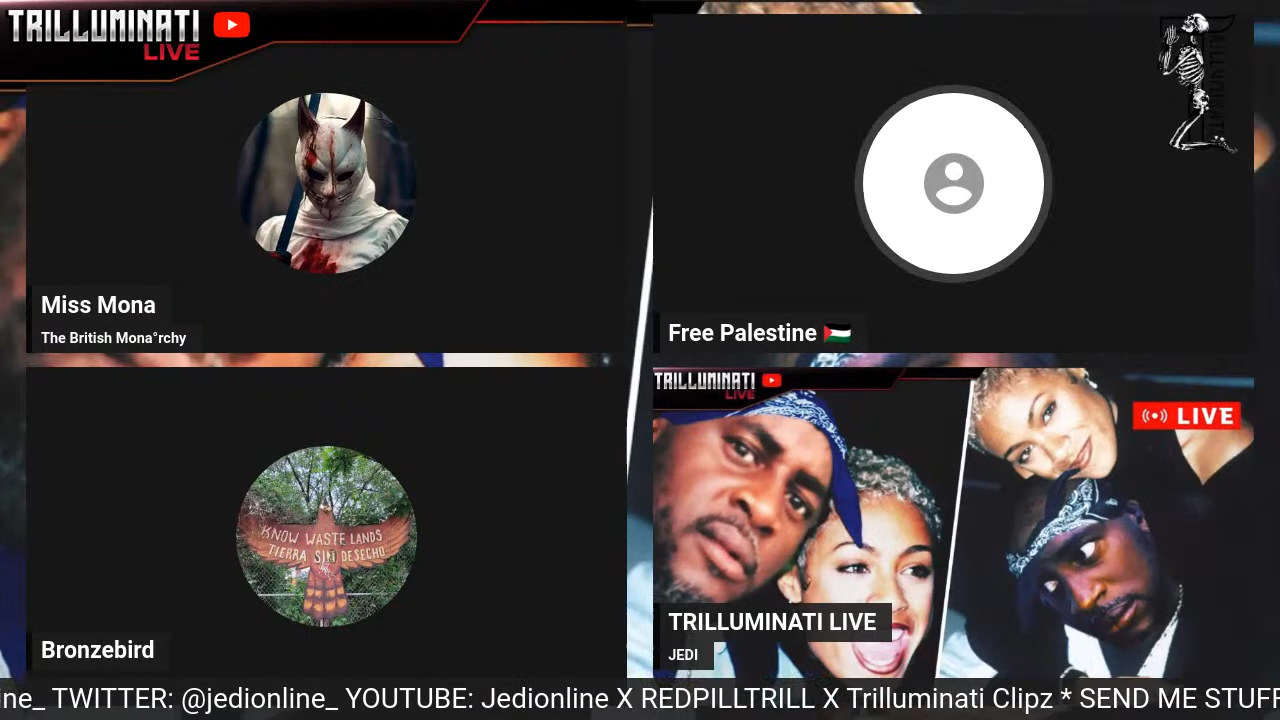 TRILLUMINATI
LIVE
TRILLUMINATI
Miss Mona
The British Mona°rchy
Free Palestine 🇵🇸
KNOW WASTE LANDS
TIERRA SIN DESECHO
Bronzebird
TRILLUMINATI
LIVE
LIVE
TRILLUMINATI LIVE
JEDI
ine_ TWITTER: @jedionline_ YOUTUBE: Jedionline X REDPILLTRILL X Trilluminati Clipz * SEND ME STUFF